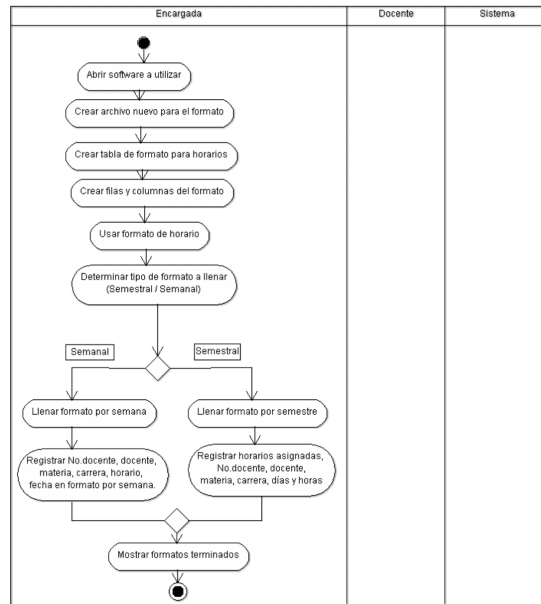 Encargada
Docente
Sistema
Abrir software a utilizar
Crear archivo nuevo para el formato
Crear tabla de formato para horarios
Crear filas y columnas del formato
Usar formato de horario
Determinar tipo de formato a llenar
(Semestral / Semanal)
Semanal
Semestral
Llenar formato por semana
Llenar formato por semestre
Registrar No.docente, docente,
materia, carrera, horario,
fecha en formato por semana.
Registrar horarios asignadas,
No.docente, docente,
materia, carrera, días y horas
Mostrar formatos terminados